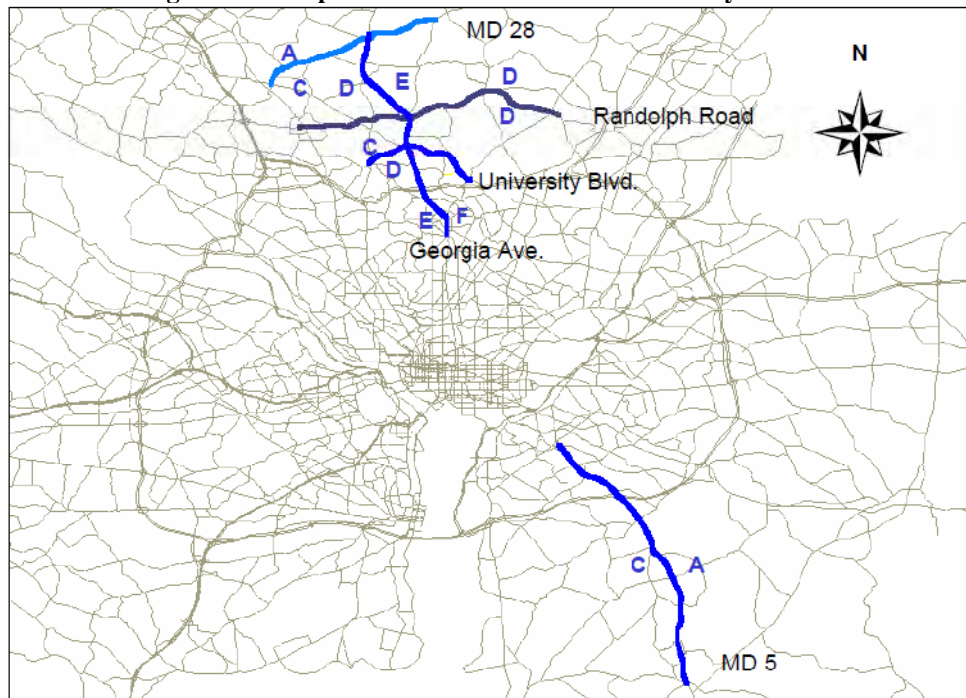 MD 28
N
A
C
D
E
D
D
Randolph Road
C
D
University Blvd.
E
F
Georgia Ave.
C
A
MD 5